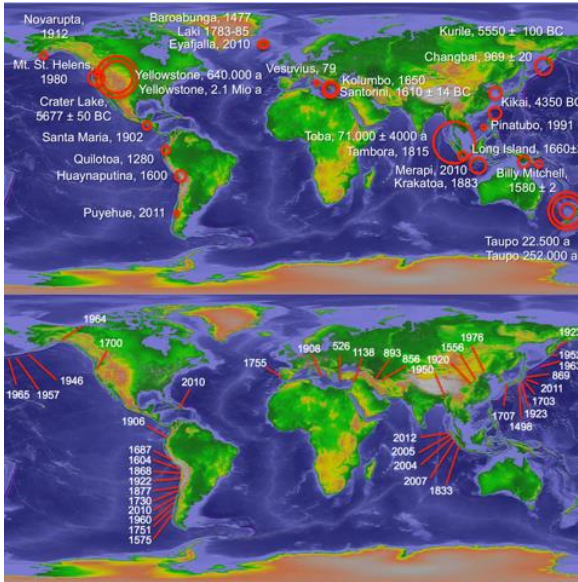 Novarupta,
1912
Baroabunga, 1477
Laki 1783-85
Eyafjalla, 2010
Kurile, 5550 ± 100 BC
Changbai, 969 ± 20
Mt. St. Helens,
1980
Yellowstone, 640.000 a
Yellowstone, 2.1 Mio a
Vesuvius, 79
Kolumbo, 1650
Santorini, 1610 ± 14 BC
Kikai, 4350 BC
Crater Lake,
5677 ± 50 BC
Pinatubo, 1991
Santa Maria, 1902
Toba, 71.000 ± 4000 a
Tambora, 1815
Long Island, 1660±
Quilotoa, 1280
Huaynaputina, 1600
Merapi, 2010
Krakatoa, 1883
Billy Mitchell,
1580 ± 2
Puyehue, 2011
Taupo 22.500 a
Taupo 252.000 a
1964
1700
1946
1957
1965
2010
1906
1687
1604
1868
1922
1877
1730
2010
1960
1751
1575
1755
1908
526
1138
893
856
1920
1950
1556
1976
1952
869
2011
1703
1923
1498
1707
2012
2005
2004
2007
1833